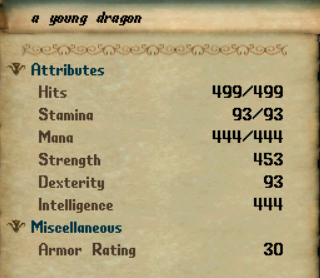 a young dragon
Attributes
Hits 499/499
Stamina 93/93
Mana 444/444
Strength 453
Dexterity 93
Intelligence 444
Miscellaneous
Armor Rating 30